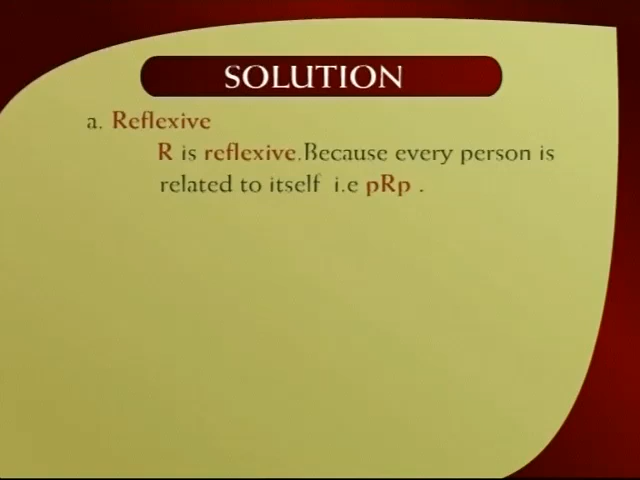 SOLUTION
a. Reflexive
R is reflexive.Because every person is
related to itself i.e pRp .